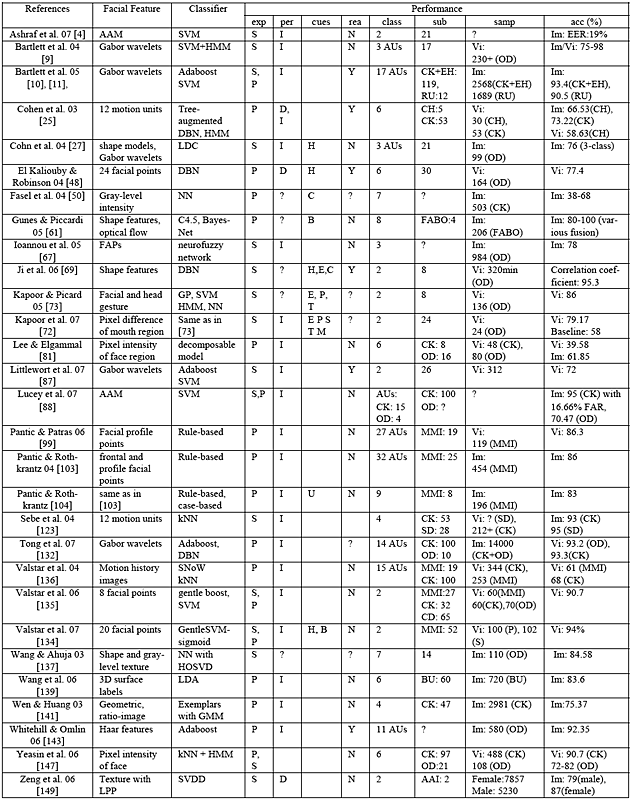 References Facial Feature Classifier Performance
exp per cues rea class sub samp acc (%)
Ashraf et al. 07 [4] AAM SVM S I N 2 21 ? Im: EER:19%
Bartlett et al. 04 [9] Gabor wavelets SVM+HMM S I N 3 AUs 17 Vi: 230+ (OD) Im/Vi: 75-98
Bartlett et al. 05 [10], [11], Gabor wavelets Adaboost SVM S, P I Y 17 AUs CK+EH: 119, RU:12 Im: 2568(CK+EH) 1689 (RU) Im: 93.4(CK+EH), 90.5 (RU)
Cohen et al. 03 [25] 12 motion units Tree-augmented DBN, HMM P D, I Y 6 CH:5 CK:53 Vi: 30 (CH), 53 (CK) Im: 66.53(CH), 73.22(CK) Vi: 58.63(CH)
Cohn et al. 04 [27] shape models, Gabor wavelets LDC S I H N 3 AUs 21 Im: 99 (OD) Im: 76 (3-class)
El Kaliouby & Robinson 04 [48] 24 facial points DBN P D H Y 6 30 Vi: 164 (OD) Vi: 77.4
Fasel et al. 04 [50] Gray-level intensity NN P ? C ? 7 ? Im: 503 (CK) Im: 38-68
Gunes & Piccardi 05 [61] Shape features, optical flow C4.5, Bayes-Net P ? B N 8 FABO:4 Im: 206 (FABO) Im: 80-100 (various fusion)
Ioannou et al. 05 [67] FAPs neurofuzzy network S I N 3 ? Im: 984 (OD) Im: 78
Ji et al. 06 [69] Shape features DBN S ? H,E,C Y 2 8 Vi: 320min (OD) Correlation coefficient: 95.3
Kapoor & Picard 05 [73] Facial and head gesture GP, SVM HMM, NN S ? E, P, T ? 2 8 Vi: 136 (OD) Vi: 86
Kapoor et al. 07 [72] Pixel difference of mouth region Same as in [73] S I E P S T M ? 2 24 Vi: 24 (OD) Vi: 79.17 Baseline: 58
Lee & Elgammal [81] Pixel intensity of face region decomposable model P I N 6 CK: 8 OD: 16 Vi: 48 (CK), 80 (OD) Vi: 39.58 Im: 61.85
Littlewort et al. 07 [87] Gabor wavelets Adaboost SVM S I Y 2 26 Vi: 312 Vi: 72
Lucey et al. 07 [88] AAM SVM S,P I N AUs: CK: 15 OD: 4 CK: 100 OD: ? ? Im: 95 (CK) with 16.66% FAR, 70.47 (OD)
Pantic & Patras 06 [99] Facial profile points Rule-based P I N 27 AUs MMI: 19 Vi: 119 (MMI) Vi: 86.3
Pantic & Rothkrantz 04 [103] frontal and profile facial points Rule-based P I N 32 AUs MMI: 25 Im: 454 (MMI) Im: 86
Pantic & Rothkrantz [104] same as in [103] Rule-based, case-based P I U N 9 MMI: 8 Im: 196 (MMI) Im: 83
Sebe et al. 04 [123] 12 motion units kNN S I 4 CK: 53 SD: 28 Vi: ? (SD), 212+ (CK) Im: 93 (CK) 95 (SD)
Tong et al. 07 [132] Gabor wavelets Adaboost, DBN P I ? 14 AUs CK: 100 OD: 10 Im: 14000 (CK+OD) Vi: 93.2 (OD), 93.3(CK)
Valstar et al. 04 [136] Motion history images SNoW kNN P I N 15 AUs MMI: 19 CK: 100 Vi: 344 (CK), 253 (MMI) Vi: 61 (MMI) 68 (CK)
Valstar et al. 06 [135] 8 facial points gentle boost, SVM S, P I N 2 MMI:27 CK: 32 CD: 65 Vi: 60(MMI) 60(CK),70(OD) Vi: 90.7
Valstar et al. 07 [134] 20 facial points GentleSVM-sigmoid S, P I H, B N 2 MMI: 52 Vi: 100 (P), 102 (S) Vi: 94%
Wang & Ahuja 03 [137] Shape and gray-level texture NN with HOSVD S ? ? 7 14 Im: 110 (OD) Im: 84.58
Wang et al. 06 [139] 3D surface labels LDA P I N 6 BU: 60 Im: 720 (BU) Im: 83.6
Wen & Huang 03 [141] Geometric, ratio-image Exemplars with GMM P I N 4 CK: 47 Im: 2981 (CK) Im:75.37
Whitehill & Omlin 06 [143] Haar features Adaboost P I Y 11 AUs ? Im: 580 (OD) Im: 92.35
Yeasin et al. 06 [147] Pixel intensity of face kNN + HMM P, S I N 6 CK: 97 OD:21 Vi: 488 (CK) 108 (OD) Vi: 90.7 (CK) 72-82 (OD)
Zeng et al. 06 [149] Texture with LPP SVDD S D N 2 AAI: 2 Female:7857 Male: 5230 Im: 79(male), 87(female)